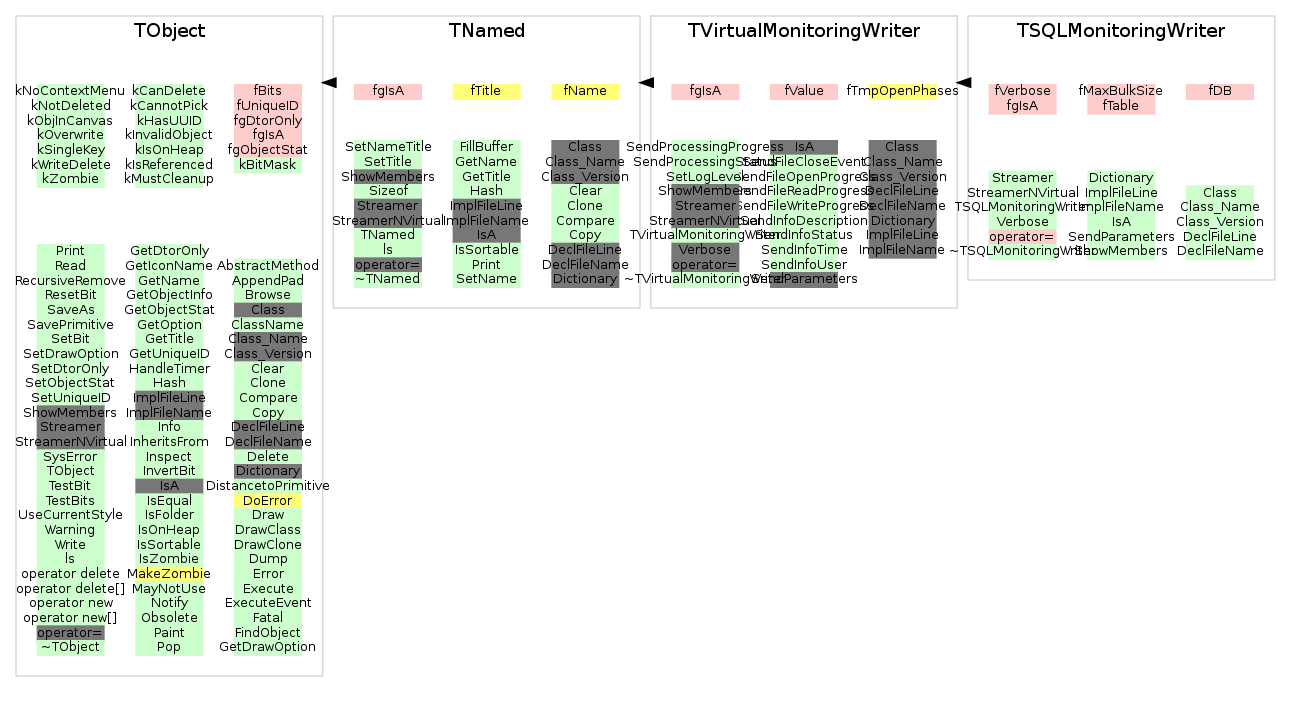 TObject
kNoContextMenu
kNotDeleted
kObjInCanvas
kOverwrite
kSingleKey
kWriteDelete
kZombie
kCanDelete
kCannotPick
kHasUUID
kInvalidObject
kIsOnHeap
kIsReferenced
kMustCleanup
fBits
fUniqueID
fgDtorOnly
fgIsA
fgObjectStat
kBitMask
Print
Read
RecursiveRemove
ResetBit
SaveAs
SavePrimitive
SetBit
SetDrawOption
SetDtorOnly
SetObjectStat
SetUniqueID
ShowMembers
Streamer
StreamerNVirtual
SysError
TObject
TestBit
TestBits
UseCurrentStyle
Warning
Write
ls
operator delete
operator delete[]
operator new
operator new[]
operator=
~TObject
GetDtorOnly
GetIconName
GetName
GetObjectInfo
GetObjectStat
GetOption
GetTitle
GetUniqueID
HandleTimer
Hash
ImplFileLine
ImplFileName
Info
InheritsFrom
Inspect
InvertBit
IsA
IsEqual
IsFolder
IsOnHeap
IsSortable
IsZombie
MakeZombie
MayNotUse
Notify
Obsolete
Paint
Pop
AbstractMethod
AppendPad
Browse
Class
ClassName
Class_Name
Class_Version
Clear
Clone
Compare
Copy
DeclFileLine
DeclFileName
Delete
Dictionary
DistancetoPrimitive
DoError
Draw
DrawClass
DrawClone
Dump
Error
Execute
ExecuteEvent
Fatal
FindObject
GetDrawOption
TNamed
fgIsA
fTitle
fName
SetNameTitle
SetTitle
ShowMembers
Sizeof
Streamer
StreamerNVirtual
TNamed
ls
operator=
~TNamed
FillBuffer
GetName
GetTitle
Hash
ImplFileLine
ImplFileName
IsA
IsSortable
Print
SetName
Class
Class_Name
Class_Version
Clear
Clone
Compare
Copy
DeclFileLine
DeclFileName
Dictionary
TVirtualMonitoringWriter
fgIsA
fValue
fTmpOpenPhases
SendProcessingProgress
SendProcessingStatus
SetLogLevel
ShowMembers
Streamer
StreamerNVirtual
TVirtualMonitoringWriter
Verbose
operator=
~TVirtualMonitoringWriter
IsA
SendFileCloseEvent
SendFileOpenProgress
SendFileReadProgress
SendFileWriteProgress
SendInfoDescription
SendInfoStatus
SendInfoTime
SendInfoUser
SendParameters
Class
Class_Name
Class_Version
DeclFileLine
DeclFileName
Dictionary
ImplFileLine
ImplFileName
TSQLMonitoringWriter
fVerbose
fgIsA
fMaxBulkSize
fTable
fDB
Streamer
StreamerNVirtual
TSQLMonitoringWriter
Verbose
operator=
~TSQLMonitoringWriter
Dictionary
ImplFileLine
ImplFileName
IsA
SendParameters
ShowMembers
Class
Class_Name
Class_Version
DeclFileLine
DeclFileName